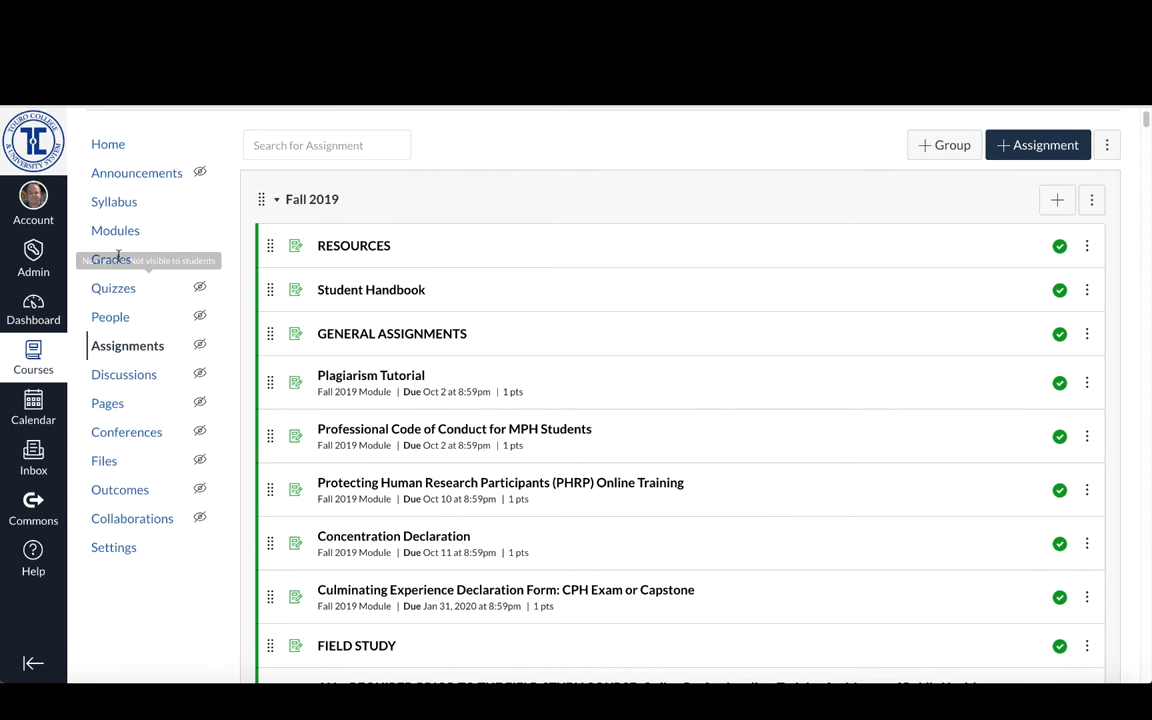 TOURO COLLEGE
& UNIVERSITY SYSTEM
Account
Admin
Dashboard
Courses
Calendar
Inbox
Commons
Help
Home
Announcements
Syllabus
Modules
Grades
Not visible to students
Quizzes
People
Assignments
Discussions
Pages
Conferences
Files
Outcomes
Collaborations
Settings
Search for Assignment
+ Group
+ Assignment
Fall 2019
RESOURCES
Student Handbook
GENERAL ASSIGNMENTS
Plagiarism Tutorial
Fall 2019 Module | Due Oct 2 at 8:59pm | 1 pts
Professional Code of Conduct for MPH Students
Fall 2019 Module | Due Oct 2 at 8:59pm | 1 pts
Protecting Human Research Participants (PHRP) Online Training
Fall 2019 Module | Due Oct 10 at 8:59pm | 1 pts
Concentration Declaration
Fall 2019 Module | Due Oct 11 at 8:59pm | 1 pts
Culminating Experience Declaration Form: CPH Exam or Capstone
Fall 2019 Module | Due Jan 31, 2020 at 8:59pm | 1 pts
FIELD STUDY